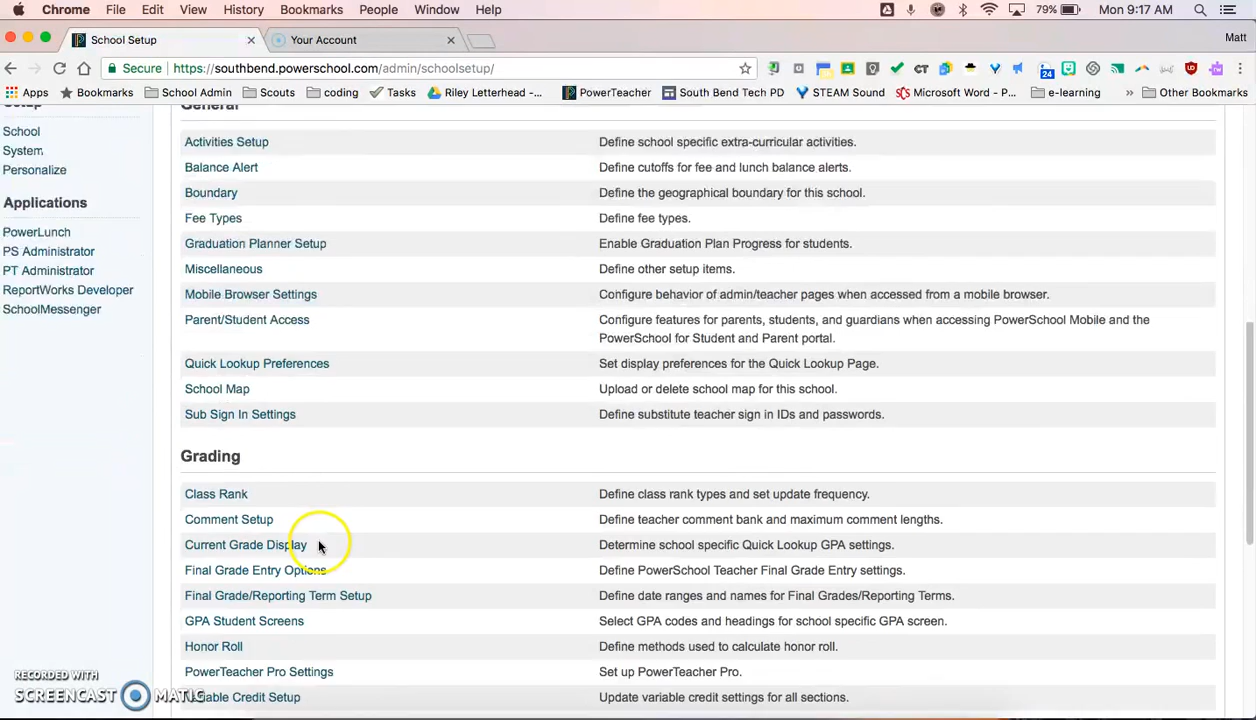 Chrome File Edit View History Bookmarks People Window Help 79% Mon 9:17 AM
School Setup Your Account Matt
Secure https://southbend.powerschool.com/admin/schoolsetup/
Apps Bookmarks School Admin Scouts coding Tasks Riley Letterhead -... PowerTeacher South Bend Tech PD STEAM Sound Microsoft Word - P... e-learning » Other Bookmarks
Setup
School
System
Personalize
Applications
PowerLunch
PS Administrator
PT Administrator
ReportWorks Developer
SchoolMessenger
General
Activities Setup Define school specific extra-curricular activities.
Balance Alert Define cutoffs for fee and lunch balance alerts.
Boundary Define the geographical boundary for this school.
Fee Types Define fee types.
Graduation Planner Setup Enable Graduation Plan Progress for students.
Miscellaneous Define other setup items.
Mobile Browser Settings Configure behavior of admin/teacher pages when accessed from a mobile browser.
Parent/Student Access Configure features for parents, students, and guardians when accessing PowerSchool Mobile and the
PowerSchool for Student and Parent portal.
Quick Lookup Preferences Set display preferences for the Quick Lookup Page.
School Map Upload or delete school map for this school.
Sub Sign In Settings Define substitute teacher sign in IDs and passwords.
Grading
Class Rank Define class rank types and set update frequency.
Comment Setup Define teacher comment bank and maximum comment lengths.
Current Grade Display Determine school specific Quick Lookup GPA settings.
Final Grade Entry Options Define PowerSchool Teacher Final Grade Entry settings.
Final Grade/Reporting Term Setup Define date ranges and names for Final Grades/Reporting Terms.
GPA Student Screens Select GPA codes and headings for school specific GPA screen.
Honor Roll Define methods used to calculate honor roll.
PowerTeacher Pro Settings Set up PowerTeacher Pro.
Variable Credit Setup Update variable credit settings for all sections.
RECORDED WITH
SCREENCAST MATIC